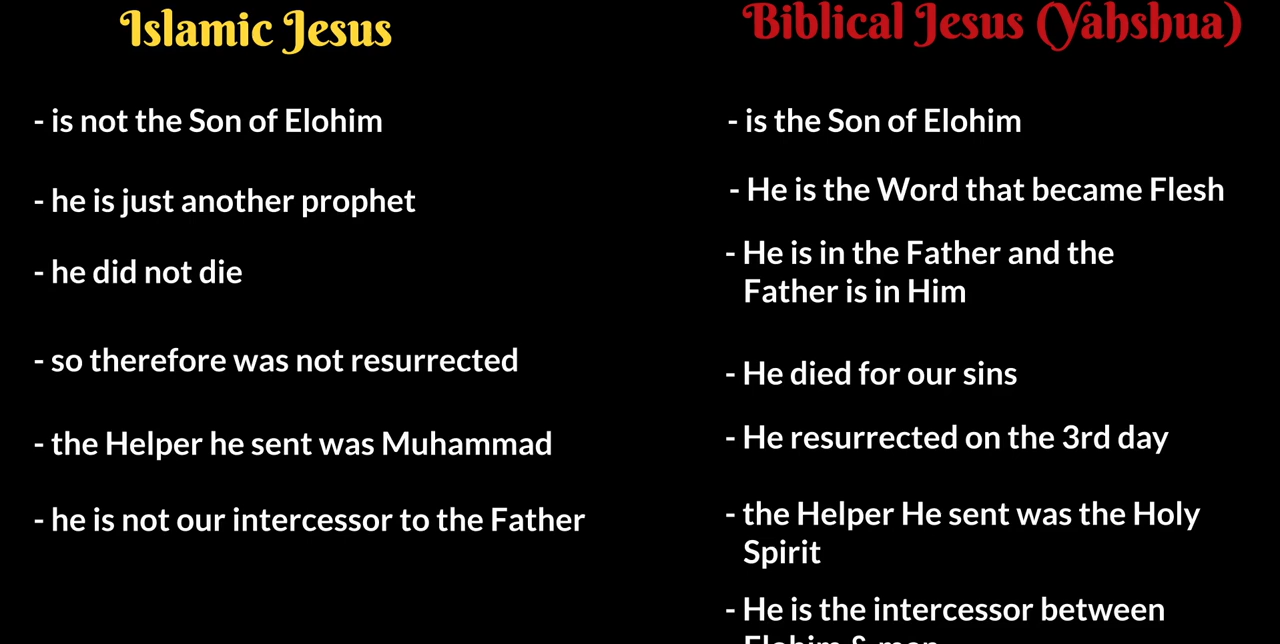 Islamic Jesus
- is not the Son of Elohim
- he is just another prophet
- he did not die
- so therefore was not resurrected
- the Helper he sent was Muhammad
- he is not our intercessor to the Father
Biblical Jesus (Yahshua)
- is the Son of Elohim
- He is the Word that became Flesh
- He is in the Father and the
Father is in Him
- He died for our sins
- He resurrected on the 3rd day
- the Helper He sent was the Holy
Spirit
- He is the intercessor between
Elohim & man